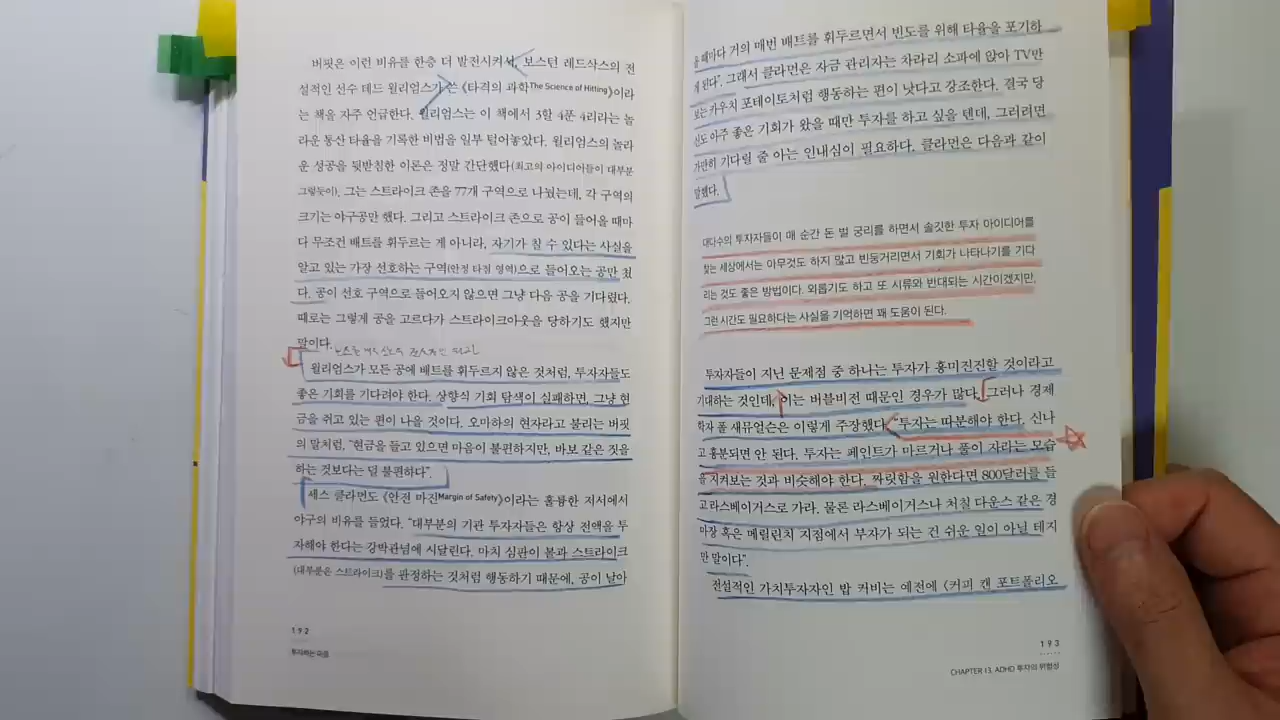 버핏은 이런 비유를 한층 더 발전시켜서, 보스턴 레드삭스의 전
설적인 선수 테드 윌리엄스가 쓴 《타격의 과학The Science of Hitting》이라
는 책을 자주 언급한다. 윌리엄스는 이 책에서 3할 4푼 4리라는 놀
라운 통산 타율을 기록한 비법을 일부 털어놓았다. 윌리엄스의 놀라
운 성공을 뒷받침한 이론은 정말 간단했다(최고의 아이디어들이 대부분
그렇듯이). 그는 스트라이크 존을 77개 구역으로 나눴는데, 각 구역의
크기는 야구공만 했다. 그리고 스트라이크 존으로 공이 들어올 때마
다 무조건 배트를 휘두르는 게 아니라, 자기가 칠 수 있다는 사실을
알고 있는 가장 선호하는 구역(안정 타점 영역)으로 들어오는 공만 쳤
다. 공이 선호 구역으로 들어오지 않으면 그냥 다음 공을 기다렸다.
때로는 그렇게 공을 고르다가 스트라이크아웃을 당하기도 했지만
말이다.
윌리엄스가 모든 공에 배트를 휘두르지 않은 것처럼, 투자자들도
좋은 기회를 기다려야 한다. 상향식 기회 탐색이 실패하면, 그냥 현
금을 쥐고 있는 편이 나을 것이다. 오마하의 현자라고 불리는 버핏
의 말처럼, "현금을 들고 있으면 마음이 불편하지만, 바보 같은 짓을
하는 것보다는 덜 불편하다".
세스 클라먼도 《안전 마진Margin of Safety》이라는 훌륭한 저서에서
야구의 비유를 들었다. "대부분의 기관 투자자들은 항상 전액을 투
자해야 한다는 강박관념에 시달린다. 마치 심판이 볼과 스트라이크
(대부분은 스트라이크)를 판정하는 것처럼 행동하기 때문에, 공이 날아
192
투자하는 마음
올 때마다 거의 매번 배트를 휘두르면서 빈도를 위해 타율을 포기하
게 된다". 그래서 클라먼은 자금 관리자는 차라리 소파에 앉아 TV만
보는 카우치 포테이토처럼 행동하는 편이 낫다고 강조한다. 결국 당
신도 아주 좋은 기회가 왔을 때만 투자를 하고 싶을 텐데, 그러려면
가만히 기다릴 줄 아는 인내심이 필요하다. 클라먼은 다음과 같이
말했다.
대다수의 투자자들이 매 순간 돈 벌 궁리를 하면서 솔깃한 투자 아이디어를
찾는 세상에서는 아무것도 하지 않고 빈둥거리면서 기회가 나타나기를 기다
리는 것도 좋은 방법이다. 외롭기도 하고 또 시류와 반대되는 시간이겠지만,
그런 시간도 필요하다는 사실을 기억하면 꽤 도움이 된다.
투자자들이 지닌 문제점 중 하나는 투자가 흥미진진할 것이라고
기대하는 것인데, 이는 버블비전 때문인 경우가 많다. 그러나 경제
학자 폴 새뮤얼슨은 이렇게 주장했다. "투자는 따분해야 한다. 신나
고 흥분되면 안 된다. 투자는 페인트가 마르거나 풀이 자라는 모습
을 지켜보는 것과 비슷해야 한다. 짜릿함을 원한다면 800달러를 들
고 라스베이거스로 가라. 물론 라스베이거스나 처칠 다운스 같은 경
마장 혹은 메릴린치 지점에서 부자가 되는 건 쉬운 일이 아닐 테지
만 말이다".
전설적인 가치투자자인 밥 커비는 예전에 〈커피 캔 포트폴리오
193
CHAPTER 13. ADHD 투자의 위험성